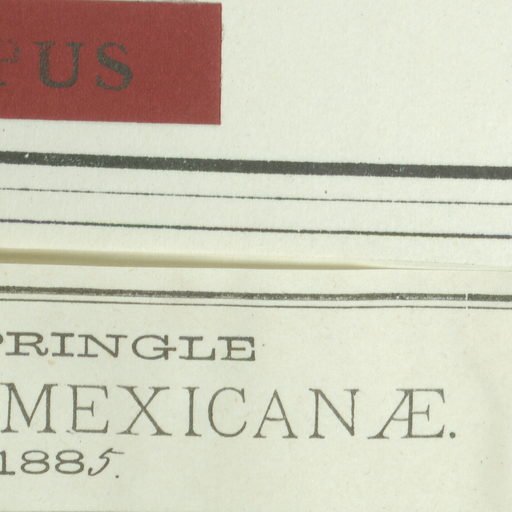 PUS
PRINGLE
MEXICANÆ.
1885.